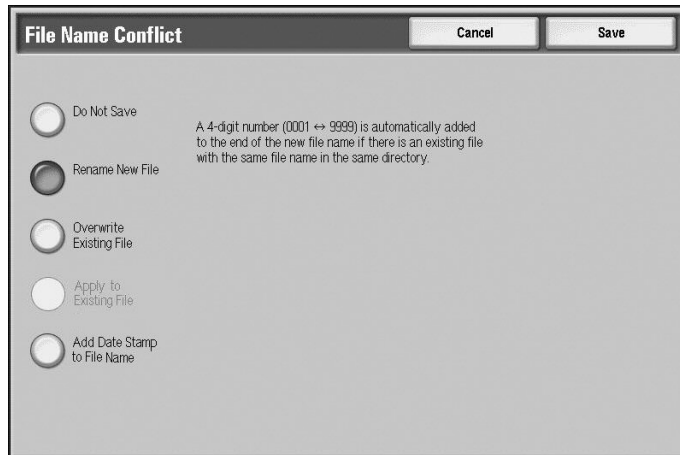 File Name Conflict
Cancel
Save
Do Not Save
A 4-digit number (0001 ↔ 9999) is automatically added
to the end of the new file name if there is an existing file
with the same file name in the same directory.
Rename New File
Overwrite
Existing File
Apply to
Existing File
Add Date Stamp
to File Name